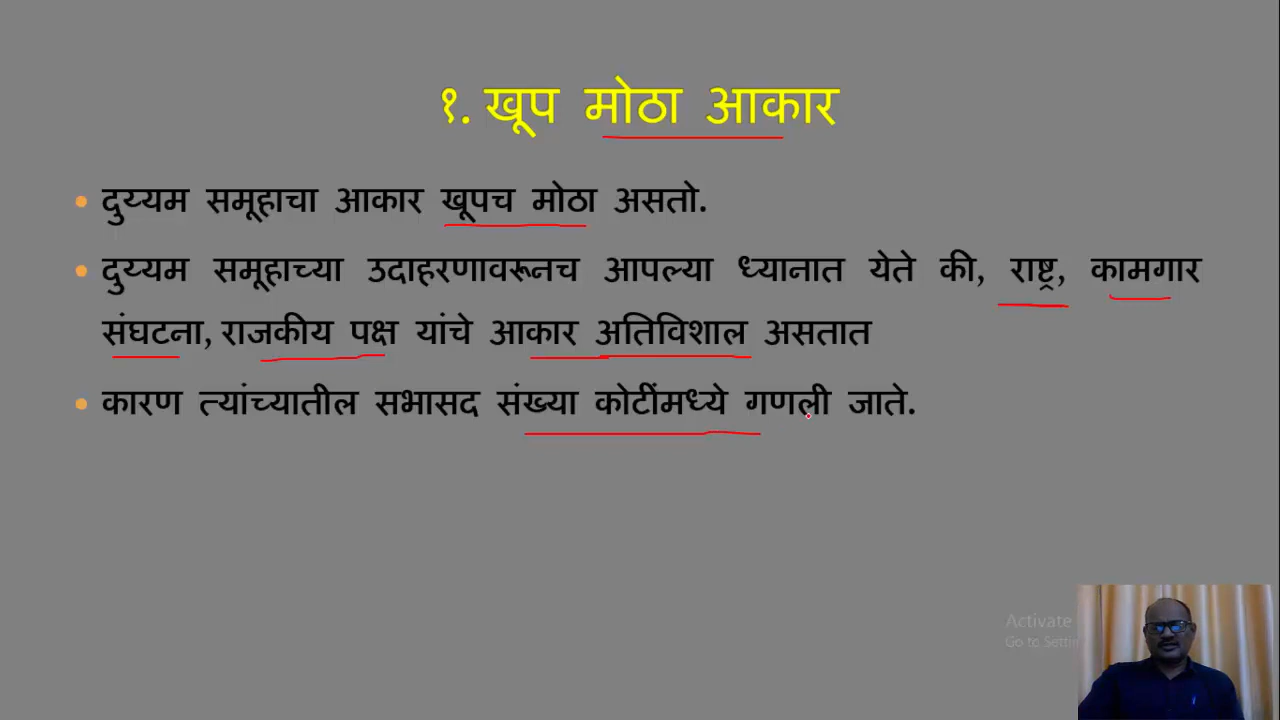 १. खूप मोठा आकार
• दुय्यम समूहाचा आकार खूपच मोठा असतो.
• दुय्यम समूहाच्या उदाहरणावरूनच आपल्या ध्यानात येते की, राष्ट्र, कामगार
संघटना, राजकीय पक्ष यांचे आकार अतिविशाल असतात
• कारण त्यांच्यातील सभासद संख्या कोटींमध्ये गणली जाते.
Activate
Go to Settin